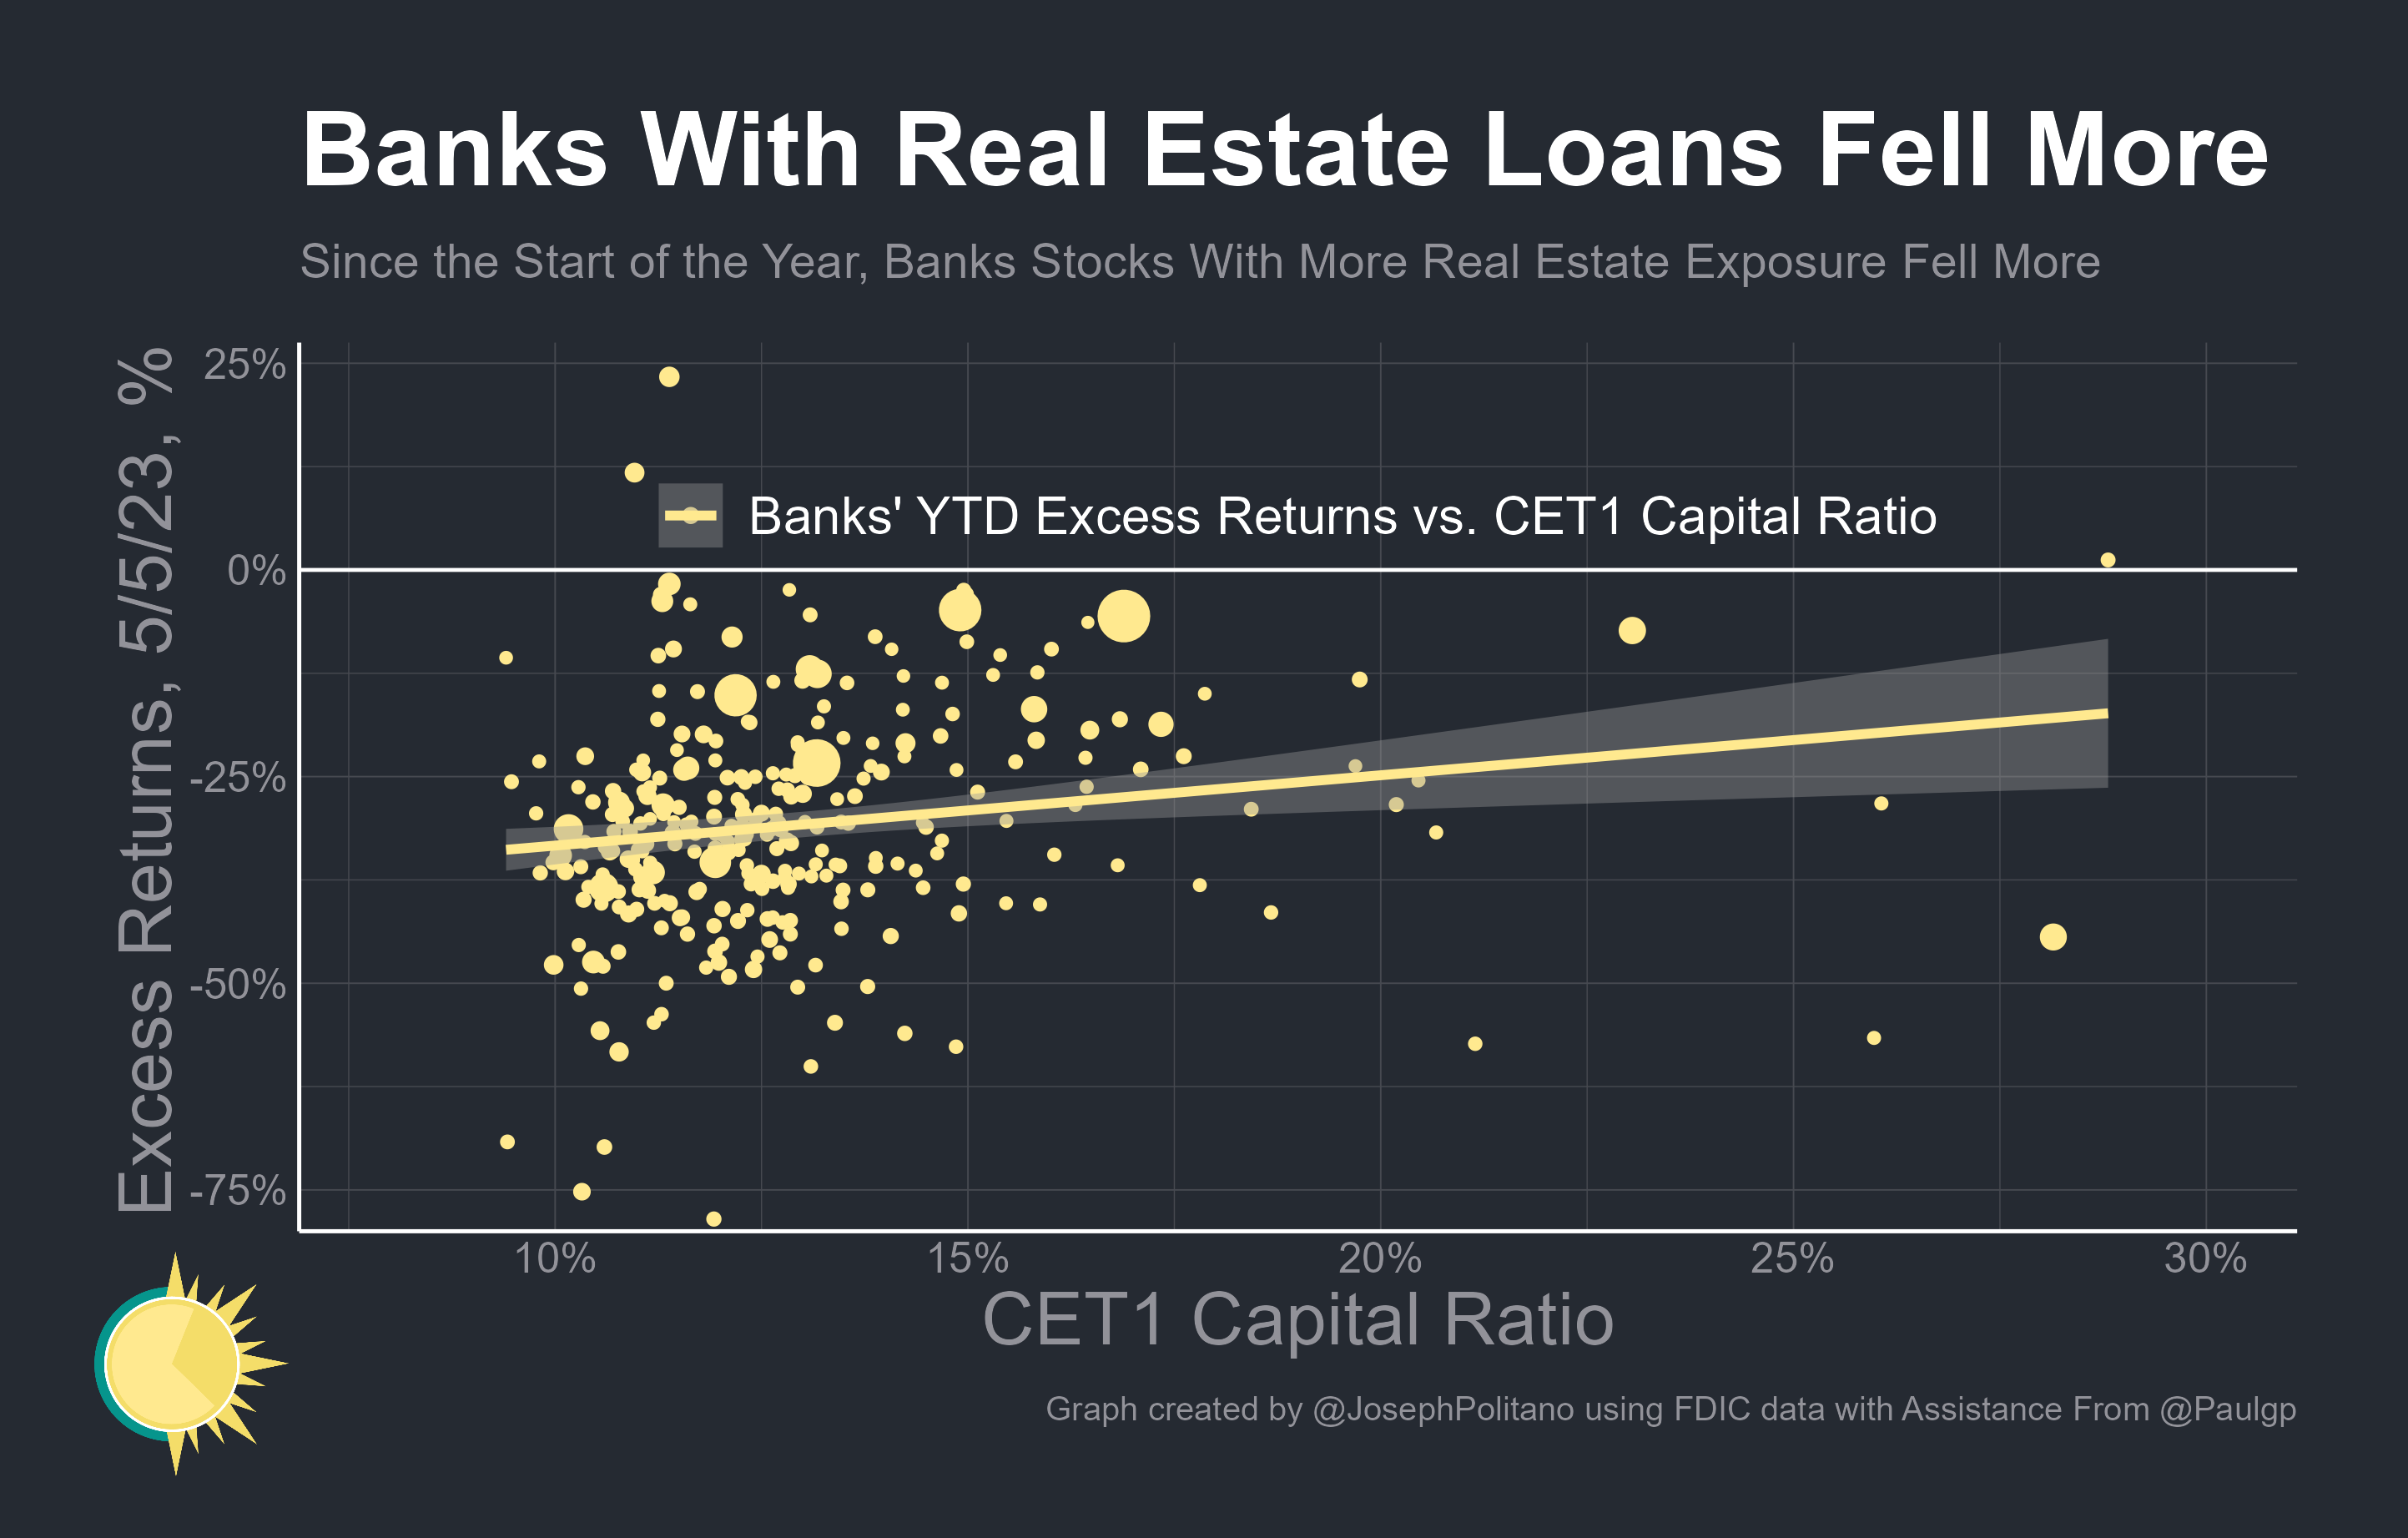 Banks With Real Estate Loans Fell More
Since the Start of the Year, Banks Stocks With More Real Estate Exposure Fell More
Excess Returns, 5/5/23, %
25%
0%
-25%
-50%
-75%
Banks' YTD Excess Returns vs. CET1 Capital Ratio
10%
15%
20%
25%
30%
CET1 Capital Ratio
Graph created by @JosephPolitano using FDIC data with Assistance From @Paulgp